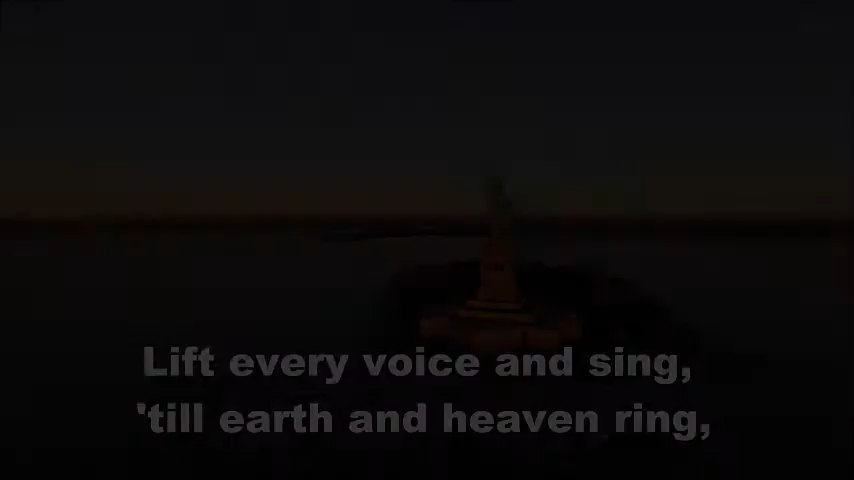 Lift every voice and sing,
'till earth and heaven ring,